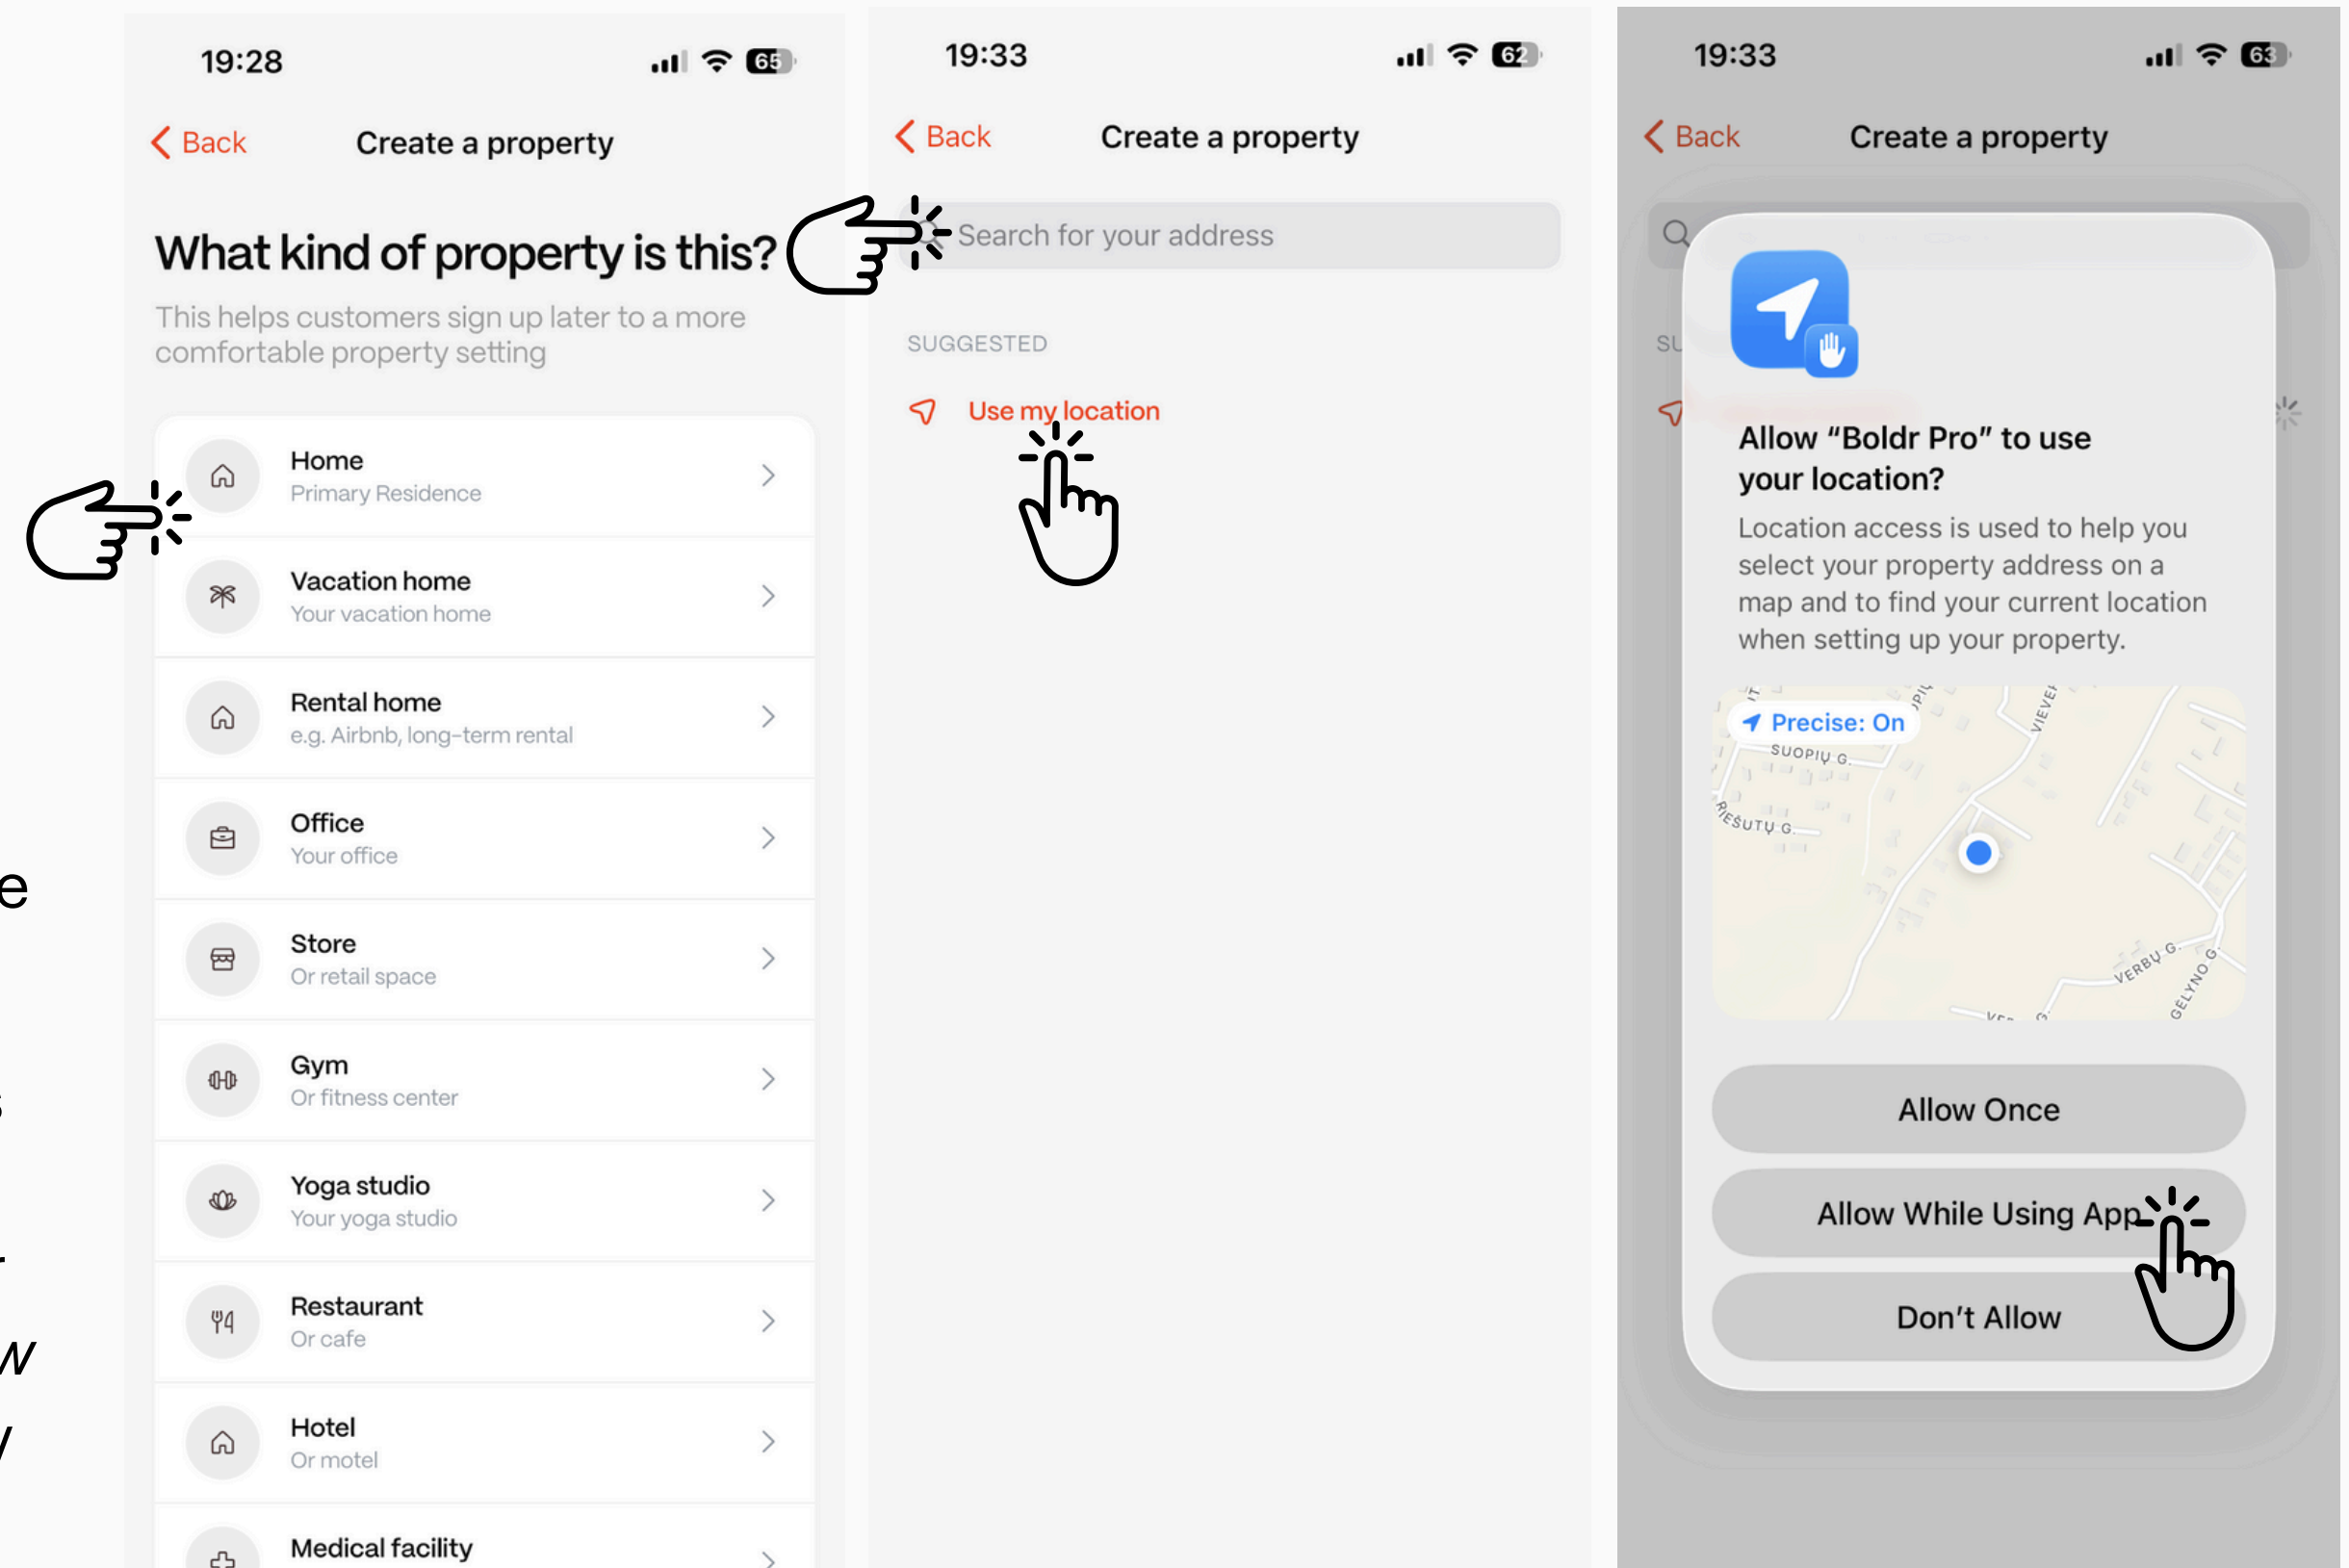 e
s
r
w
y
19:28
65
Back
Create a property
What kind of property is this?
This helps customers sign up later to a more
comfortable property setting
Home
Primary Residence
Vacation home
Your vacation home
Rental home
e.g. Airbnb, long-term rental
Office
Your office
Store
Or retail space
Gym
Or fitness center
Yoga studio
Your yoga studio
Restaurant
Or cafe
Hotel
Or motel
Medical facility
19:33
62
Back
Create a property
Search for your address
SUGGESTED
Use my location
19:33
63
Back
Create a property
SU
Allow “Boldr Pro” to use
your location?
Location access is used to help you
select your property address on a
map and to find your current location
when setting up your property.
Precise: On
VIEVER
SUOPIŲ G.
RIEŠUTŲ G.
VERBŲ G.
GĖLYNO G.
Allow Once
Allow While Using App
Don’t Allow